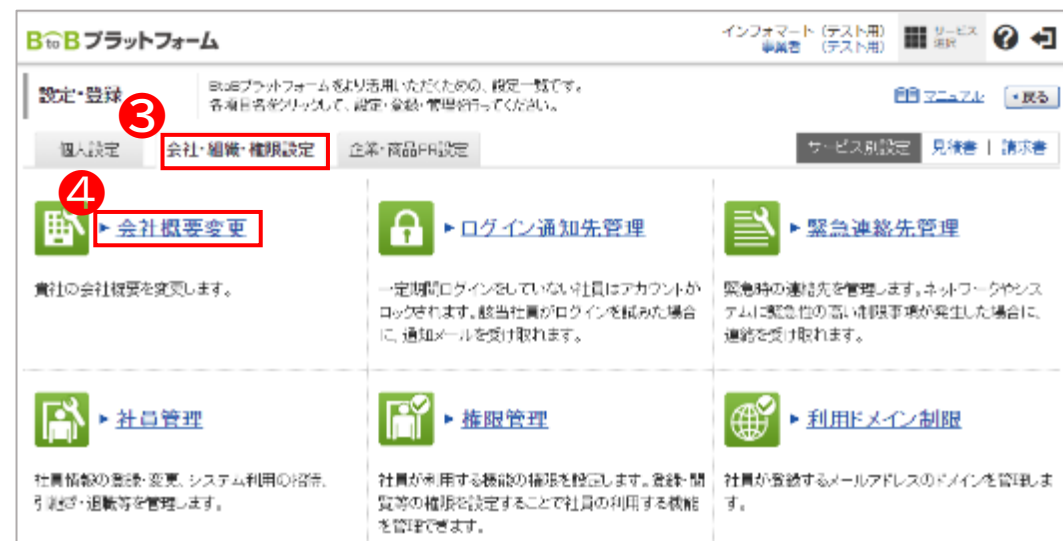 BtoBプラットフォーム
インフォマート (テスト用)
事業者 (テスト用)
サービス
選択
設定・登録
BtoBプラットフォームをより活用いただくための、設定一覧です。
各項目名をクリックして、設定・登録・管理を行ってください。
マニュアル
戻る
3
個人設定
会社・組織・権限設定
企業・商品PR設定
サービス別設定
見積書 | 請求書
4
会社概要変更
貴社の会社概要を変更します。
ログイン通知先管理
一定期間ログインをしていない社員はアカウントが
ロックされます。該当社員がログインを試みた場合
に、通知メールを受け取れます。
緊急連絡先管理
緊急時の連絡先を管理します。ネットワークやシス
テムに緊急性の高い制限事項が発生した場合に、
連絡を受け取れます。
社員管理
社員情報の登録・変更、システム利用の招待、
引継ぎ・退職等を管理します。
権限管理
社員が利用する機能の権限を設定します。登録・閲
覧等の権限を設定することで社員の利用する機能
を管理できます。
利用ドメイン制限
社員が登録するメールアドレスのドメインを管理しま
す。